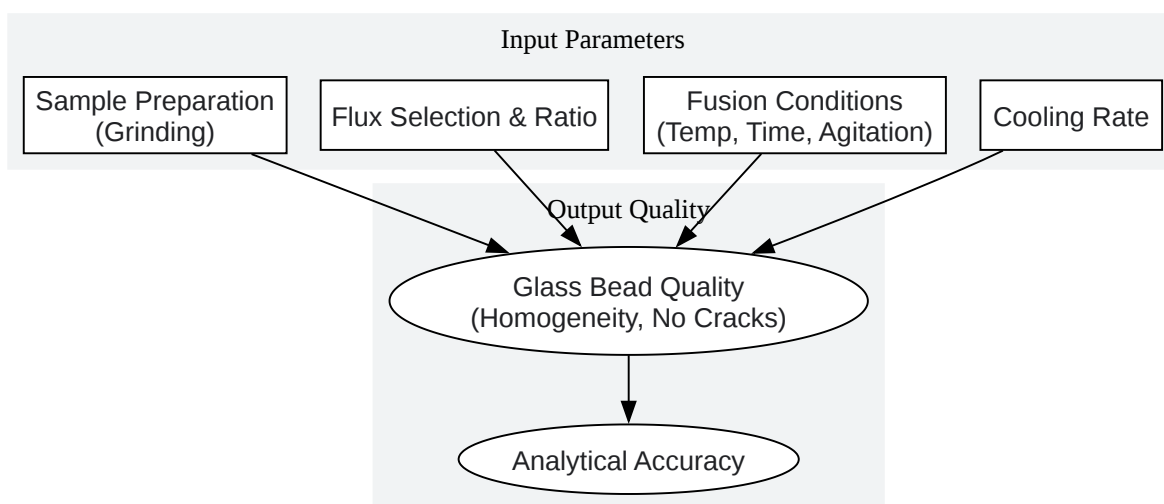 Input Parameters
Sample Preparation
(Grinding)
Flux Selection & Ratio
Fusion Conditions
(Temp, Time, Agitation)
Cooling Rate
Output Quality
Glass Bead Quality
(Homogeneity, No Cracks)
Analytical Accuracy